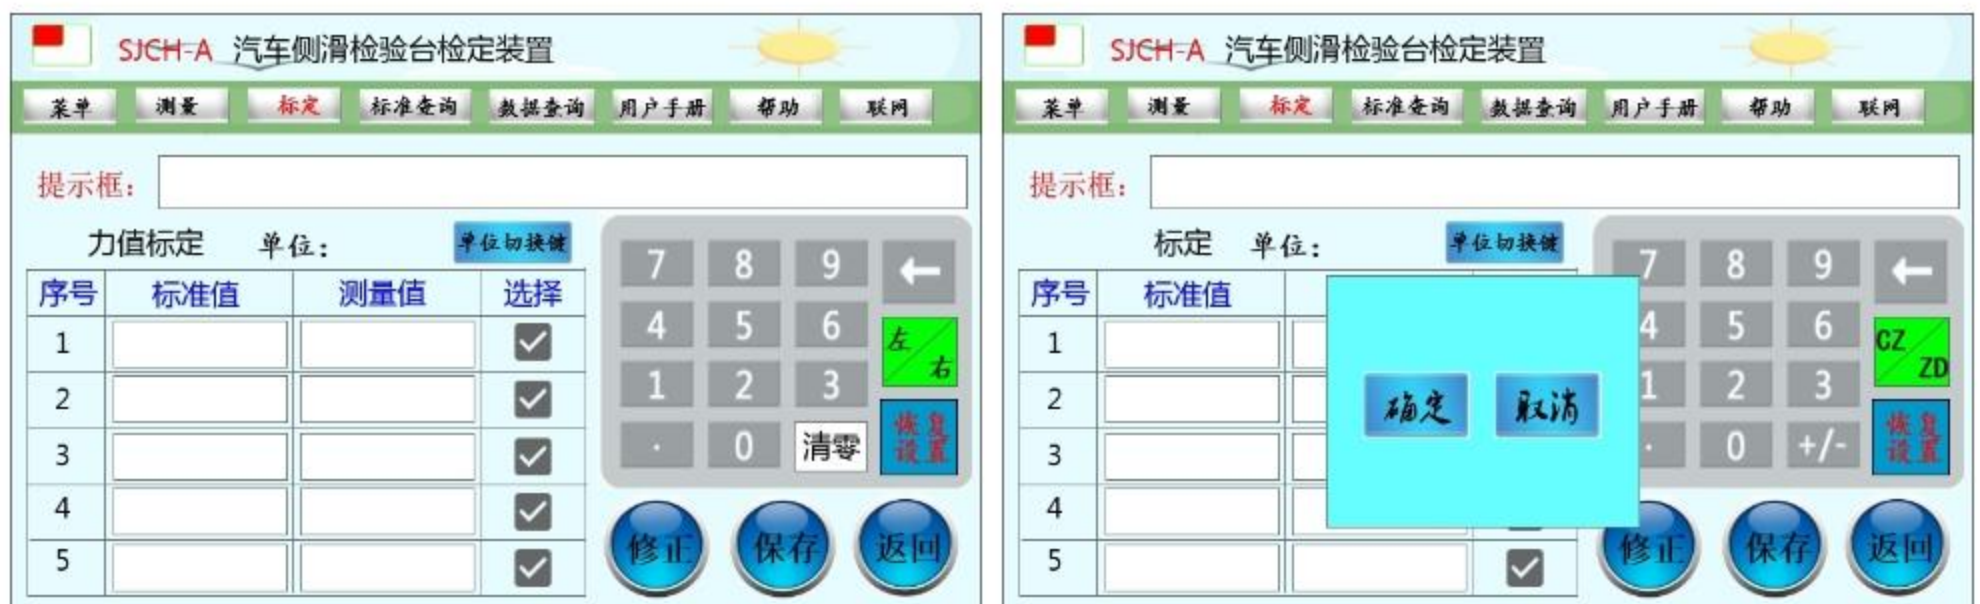 SJCH-A 汽车侧滑检验台检定装置
菜单 测量 标定 标准查询 数据查询 用户手册 帮助 联网
提示框：
力值标定 单位： 单位切换键
序号 标准值 测量值 选择
1
2
3
4
5
7 8 9 ←
4 5 6 左/右
1 2 3
. 0 清零 恢复设置
修正 保存 返回
SJCH-A 汽车侧滑检验台检定装置
菜单 测量 标定 标准查询 数据查询 用户手册 帮助 联网
提示框：
标定 单位： 单位切换键
序号 标准值
1
2
3
4
5
确定 取消
7 8 9 ←
4 5 6 CZ/ZD
1 2 3
. 0 +/- 恢复设置
修正 保存 返回